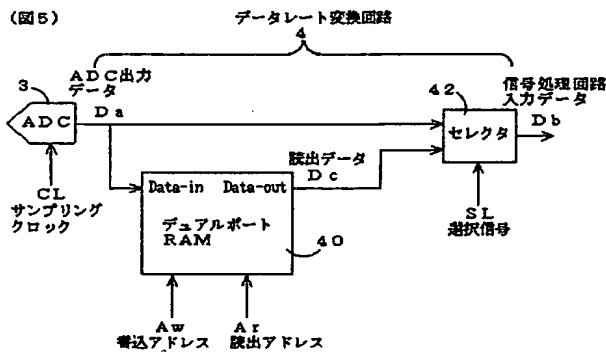 (図5)
データレート変換回路
4
ADC出力
データ
信号処理回路
入力データ
3
42
Da
Db
ADC
セレクタ
読出データ
Dc
CL
サンプリング
クロック
Data-in Data-out
SL
選択信号
デュアルポート
RAM
40
Aw
書込アドレス
Ar
読出アドレス